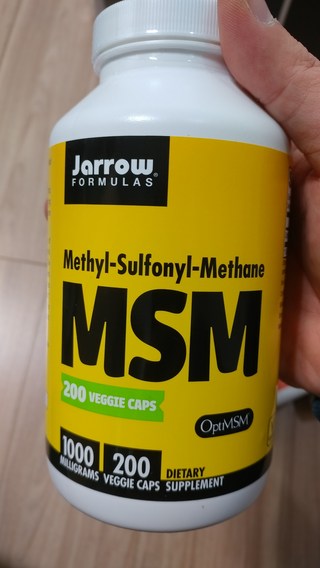 Jarrow®
FORMULAS
Methyl-Sulfonyl-Methane
MSM
200 VEGGIE CAPS
OptiMSM®
1000
MILLIGRAMS
200
VEGGIE CAPS
DIETARY
SUPPLEMENT